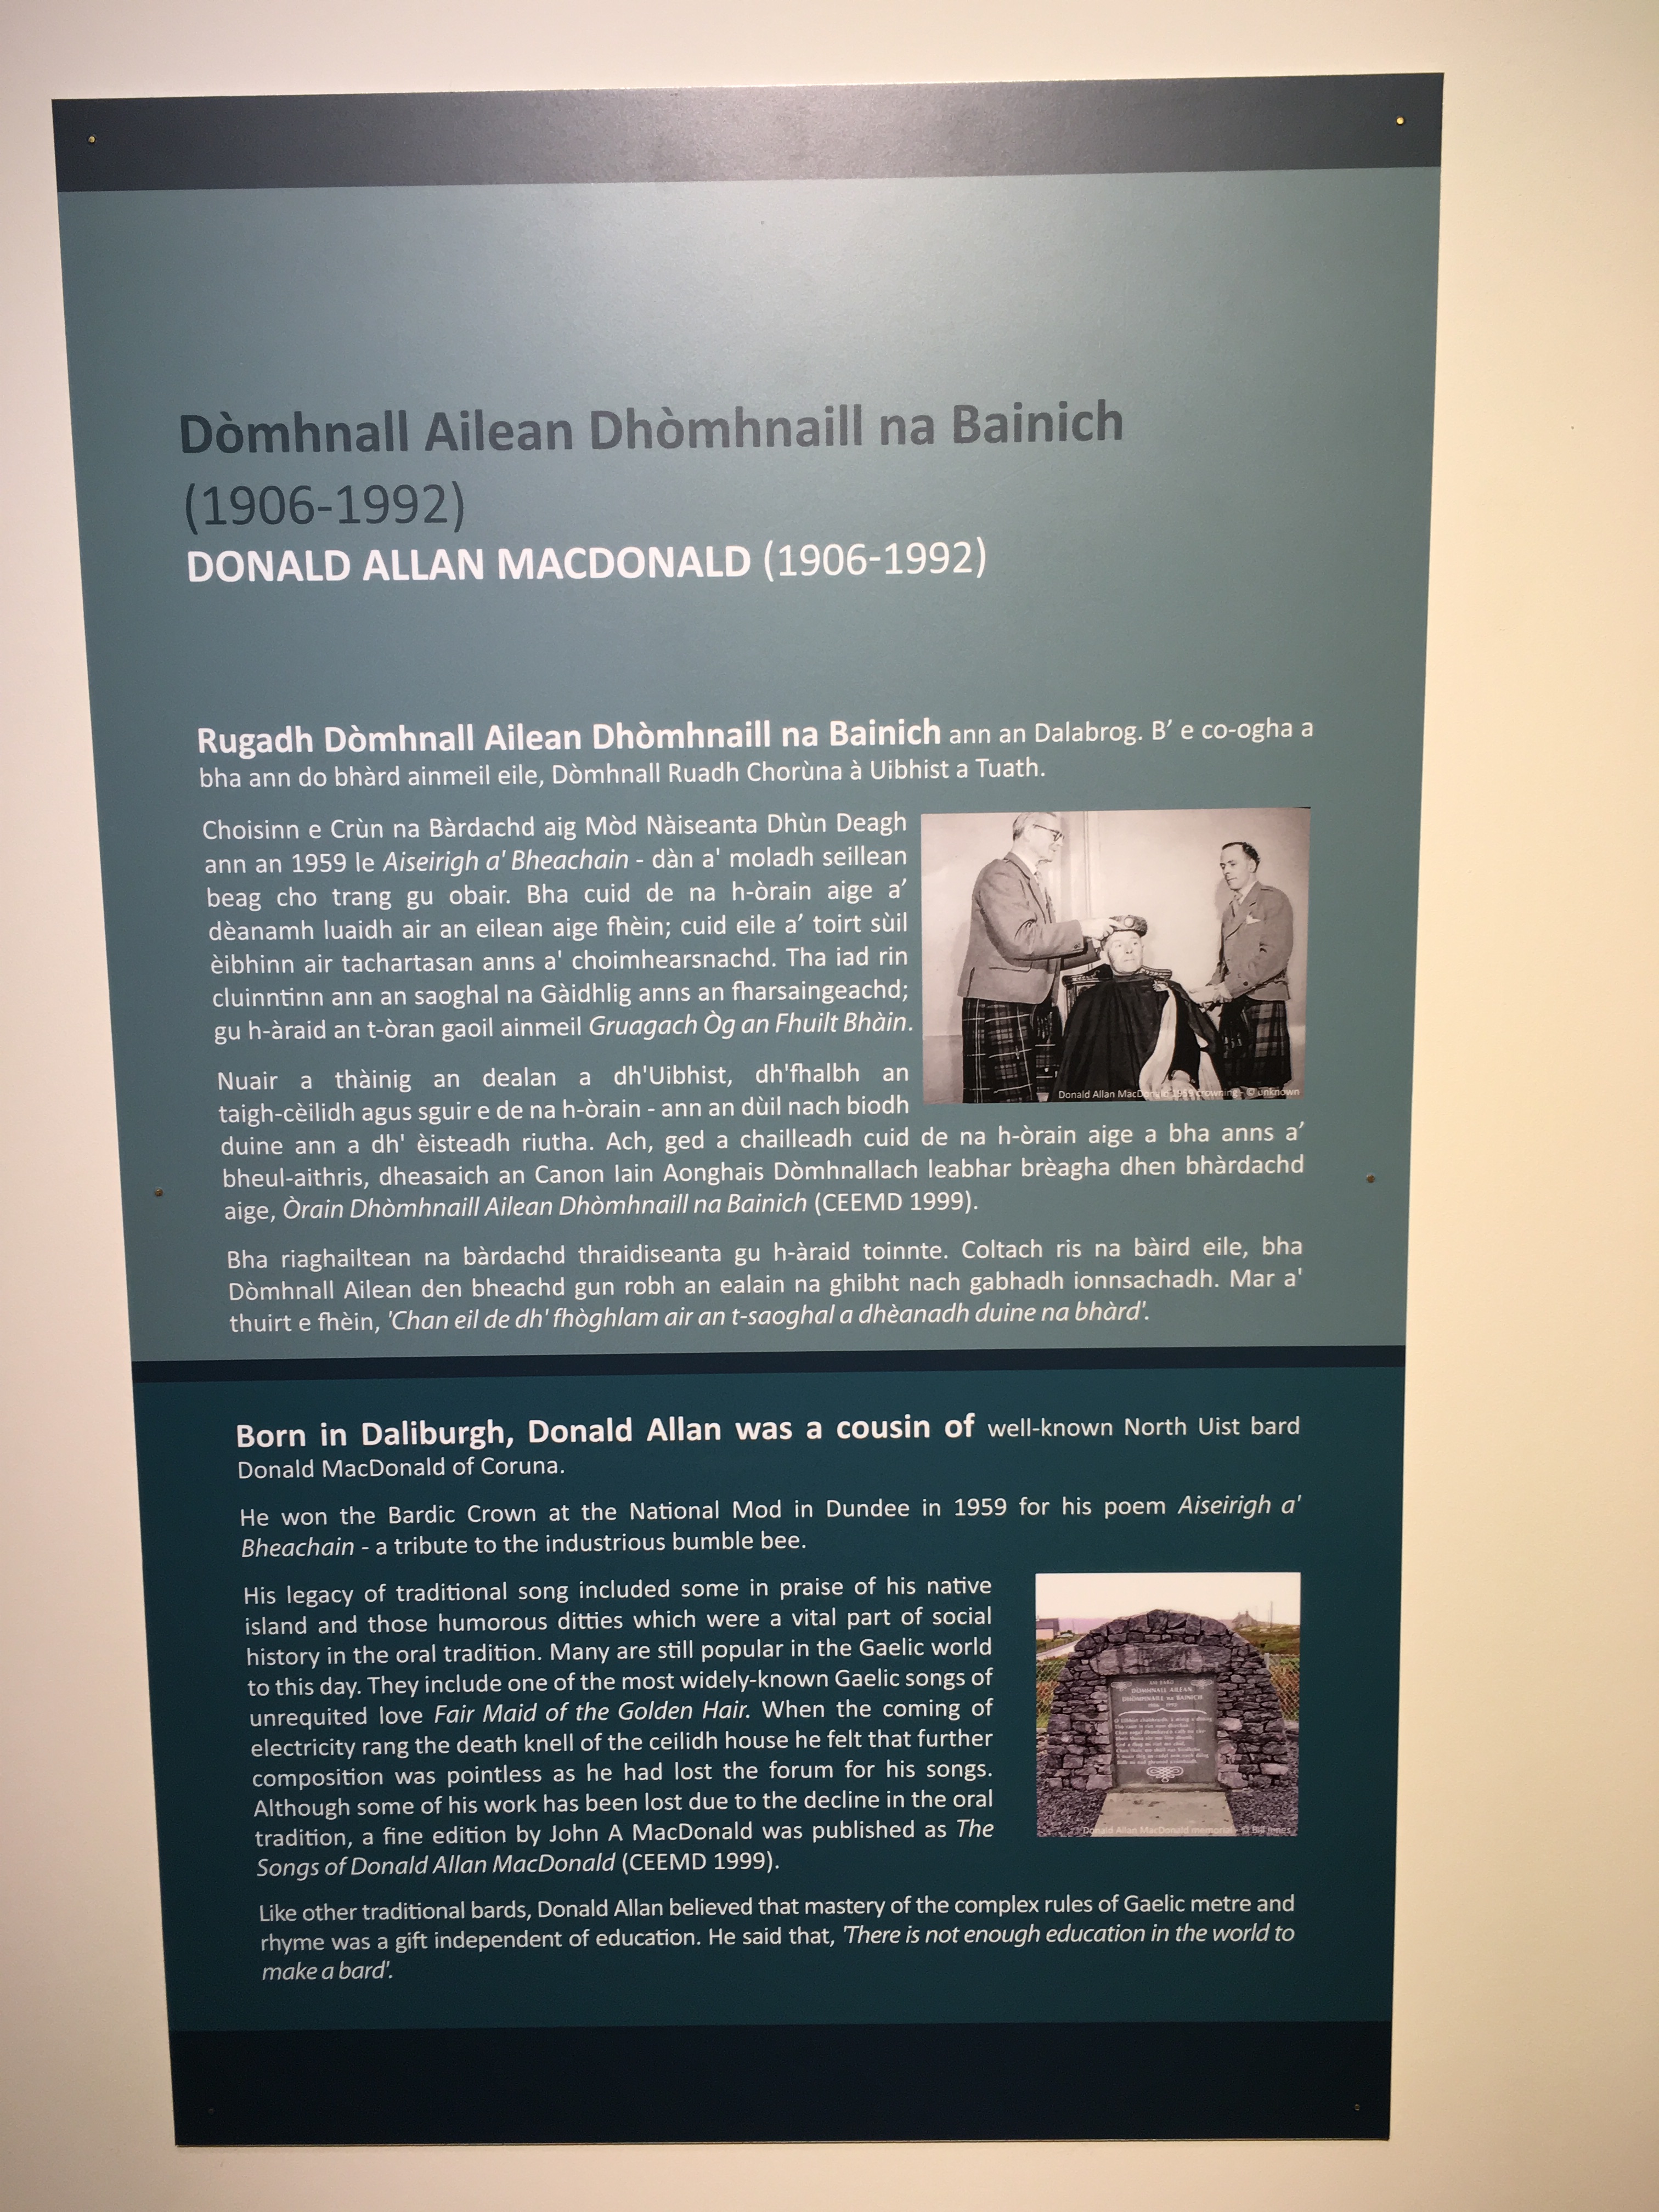 Dòmhnall Ailean Dhòmhnaill na Bainich
(1906-1992)
DONALD ALLAN MACDONALD (1906-1992)
Rugadh Dòmhnall Ailean Dhòmhnaill na Bainich ann an Dalabrog. B’ e co-ogha a
bha ann do bhàrd ainmeil eile, Dòmhnall Ruadh Chorùna à Uibhist a Tuath.
Choisinn e Crùn na Bàrdachd aig Mòd Nàiseanta Dhùn Deagh
ann an 1959 le Aiseirigh a' Bheachain - dàn a' moladh seillean
beag cho trang gu obair. Bha cuid de na h-òrain aige a’
dèanamh luaidh air an eilean aige fhèin; cuid eile a’ toirt sùil
èibhinn air tachartasan anns a' choimhearsnachd. Tha iad rin
cluinntinn ann an saoghal na Gàidhlig anns an fharsaingeachd;
gu h-àraid an t-òran gaoil ainmeil Gruagach Òg an Fhuilt Bhàin.
Donald Allan MacDonald 1959 crowning - © unknown
Nuair a thàinig an dealan a dh'Uibhist, dh'fhalbh an
taigh-cèilidh agus sguir e de na h-òrain - ann an dùil nach biodh
duine ann a dh' èisteadh riutha. Ach, ged a chailleadh cuid de na h-òrain aige a bha anns a’
bheul-aithris, dheasaich an Canon Iain Aonghais Dòmhnallach leabhar brèagha dhen bhàrdachd
aige, Òrain Dhòmhnaill Ailean Dhòmhnaill na Bainich (CEEMD 1999).
Bha riaghailtean na bàrdachd thraidiseanta gu h-àraid toinnte. Coltach ris na bàird eile, bha
Dòmhnall Ailean den bheachd gun robh an ealain na ghibht nach gabhadh ionnsachadh. Mar a'
thuirt e fhèin, 'Chan eil de dh' fhòghlam air an t-saoghal a dhèanadh duine na bhàrd'.
Born in Daliburgh, Donald Allan was a cousin of well-known North Uist bard
Donald MacDonald of Coruna.
He won the Bardic Crown at the National Mod in Dundee in 1959 for his poem Aiseirigh a'
Bheachain - a tribute to the industrious bumble bee.
His legacy of traditional song included some in praise of his native
island and those humorous ditties which were a vital part of social
history in the oral tradition. Many are still popular in the Gaelic world
to this day. They include one of the most widely-known Gaelic songs of
unrequited love Fair Maid of the Golden Hair. When the coming of
electricity rang the death knell of the ceilidh house he felt that further
composition was pointless as he had lost the forum for his songs.
Although some of his work has been lost due to the decline in the oral
tradition, a fine edition by John A MacDonald was published as The
Songs of Donald Allan MacDonald (CEEMD 1999).
DÒMHNALL AILEAN
DHÒMHNAILL na BAINICH
1906 1992
Donald Allan MacDonald memorial - © Bill Innes
Like other traditional bards, Donald Allan believed that mastery of the complex rules of Gaelic metre and
rhyme was a gift independent of education. He said that, 'There is not enough education in the world to
make a bard'.